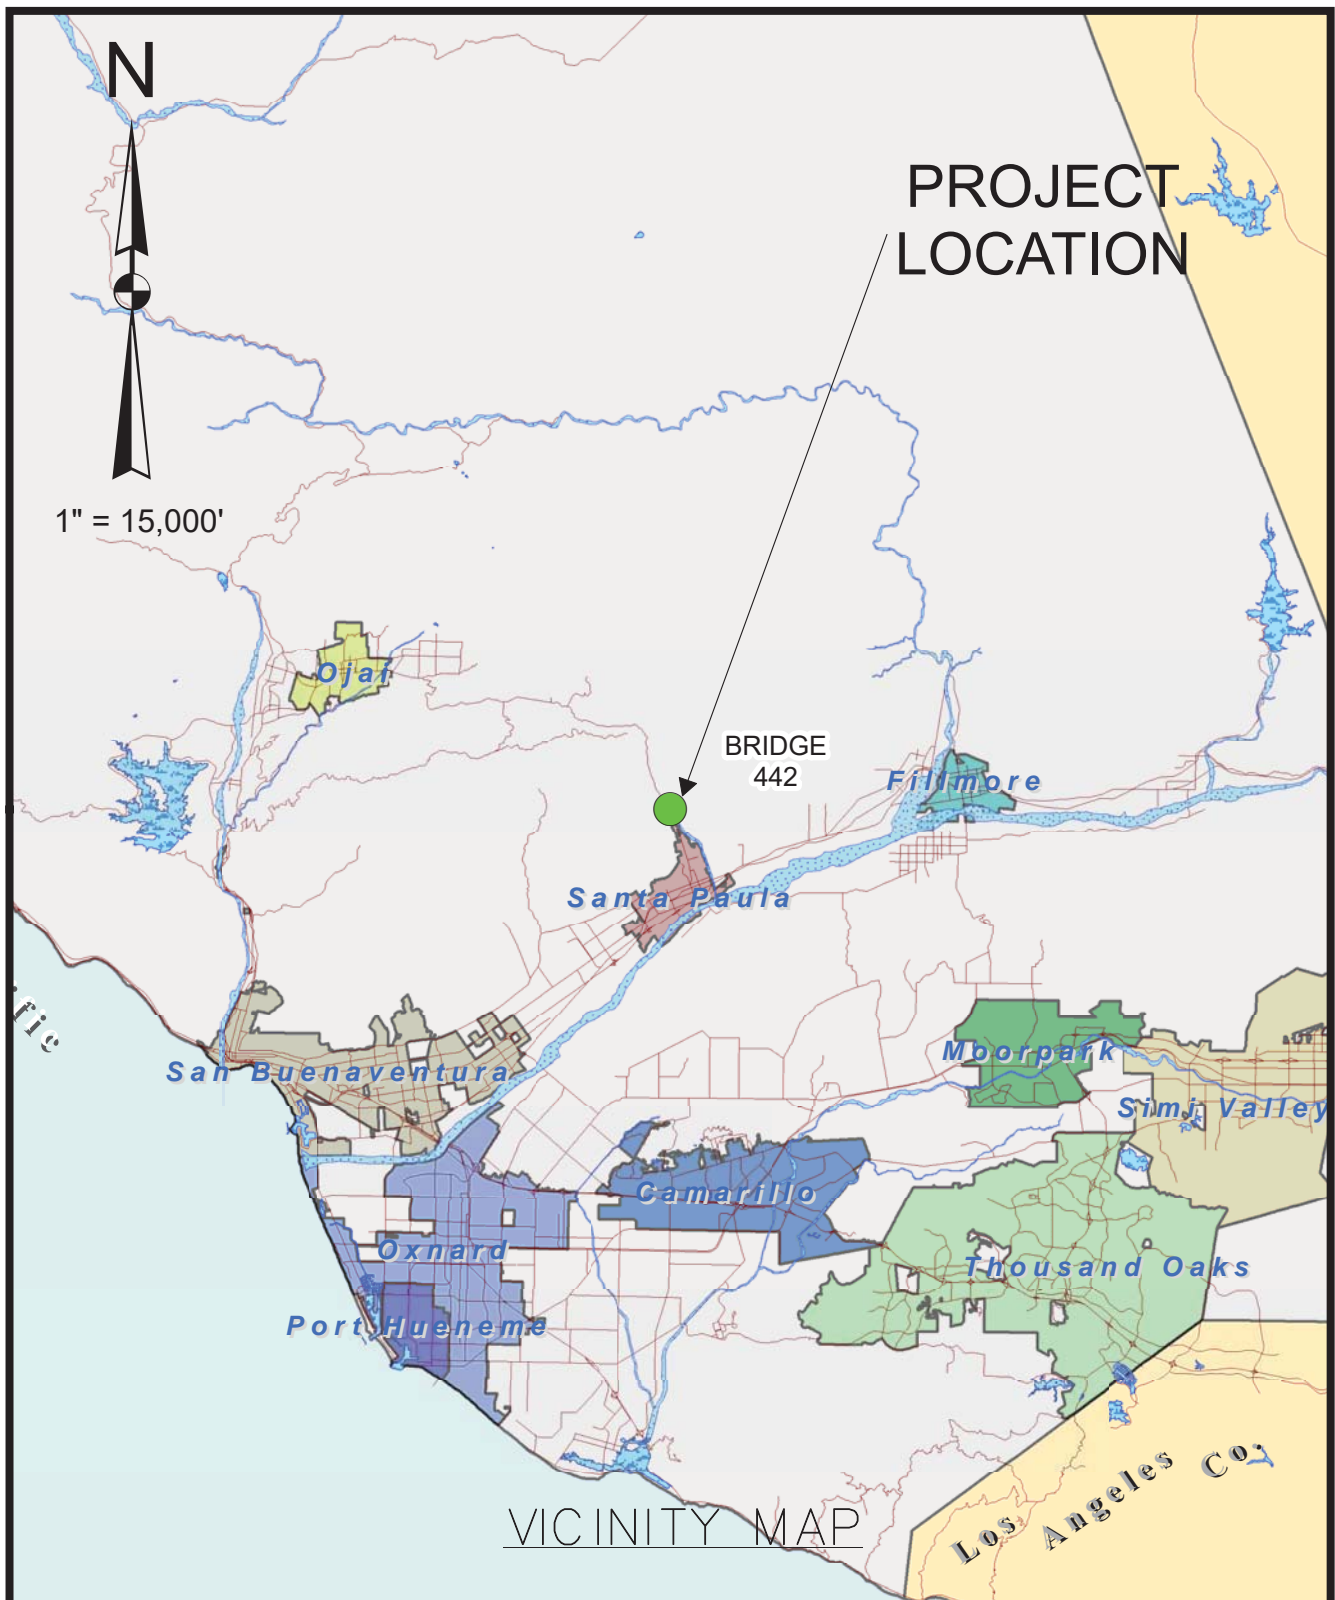 N
PROJECT
LOCATION
1" = 15,000'
Ojai
BRIDGE
442
Fillmore
Santa Paula
ific
Moorpark
San Buenaventura
Simi Valley
Camarillo
Oxnard
Thousand Oaks
Port Hueneme
Los Angeles Co.
VICINITY MAP